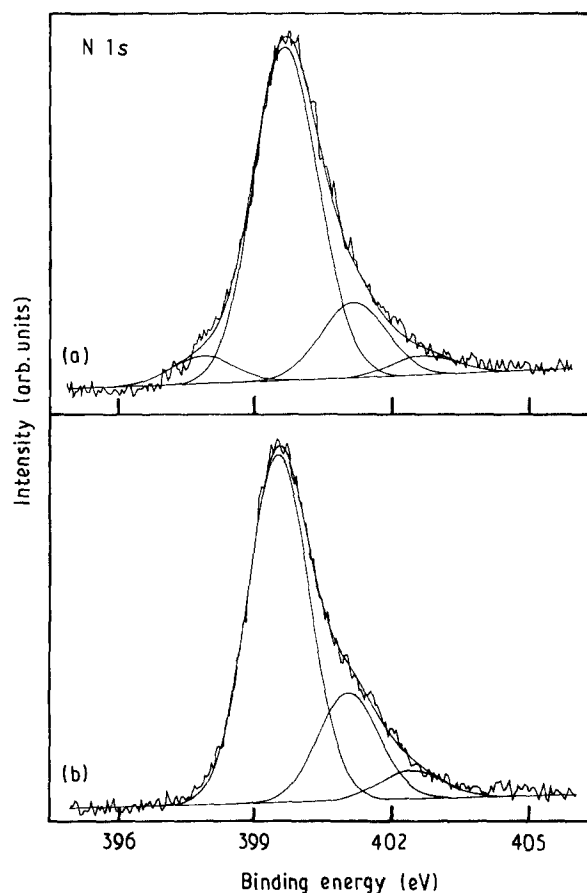 N 1s
(a)
(b)
Intensity (arb. units)
396 399 402 405
Binding energy (eV)